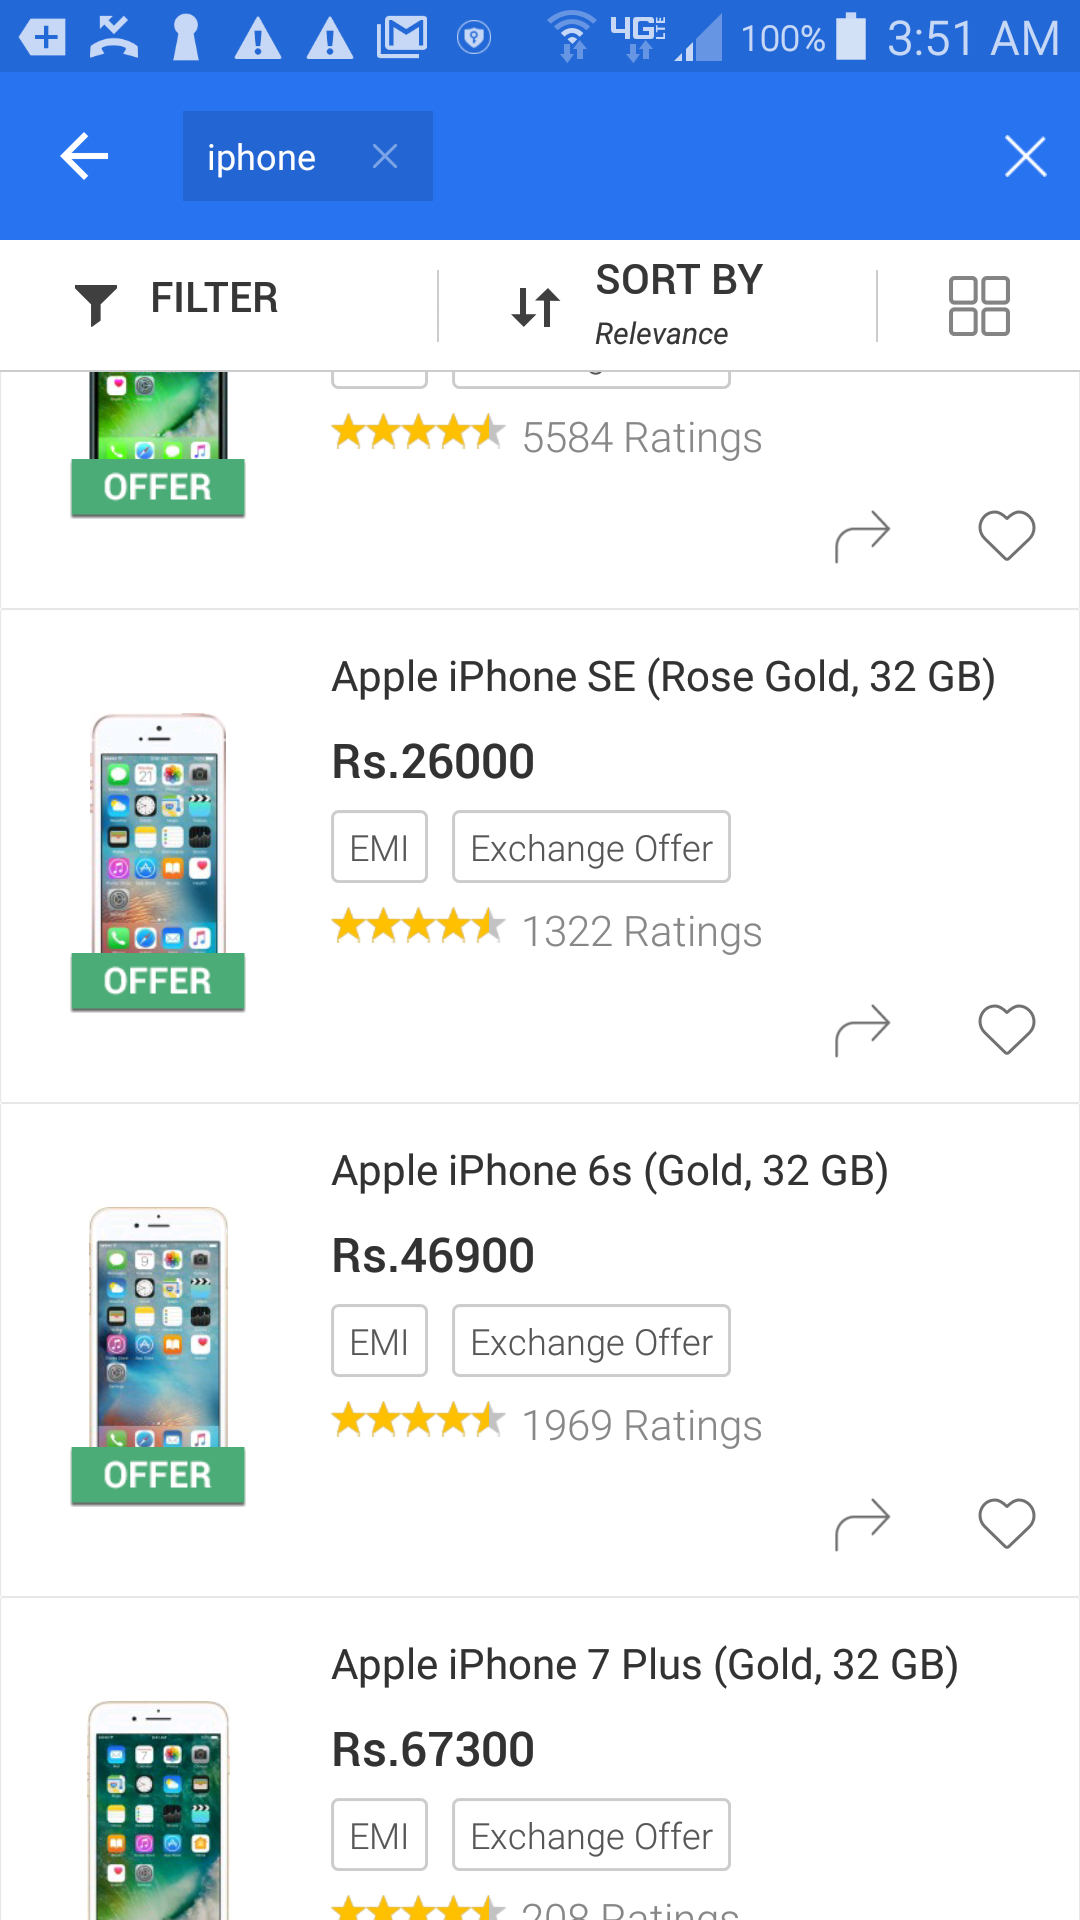 4G LTE 100% 3:51 AM
iphone
FILTER
SORT BY
Relevance
5584 Ratings
OFFER
Apple iPhone SE (Rose Gold, 32 GB)
Rs.26000
EMI Exchange Offer
1322 Ratings
OFFER
Apple iPhone 6s (Gold, 32 GB)
Rs.46900
EMI Exchange Offer
1969 Ratings
OFFER
Apple iPhone 7 Plus (Gold, 32 GB)
Rs.67300
EMI Exchange Offer
208 Ratings